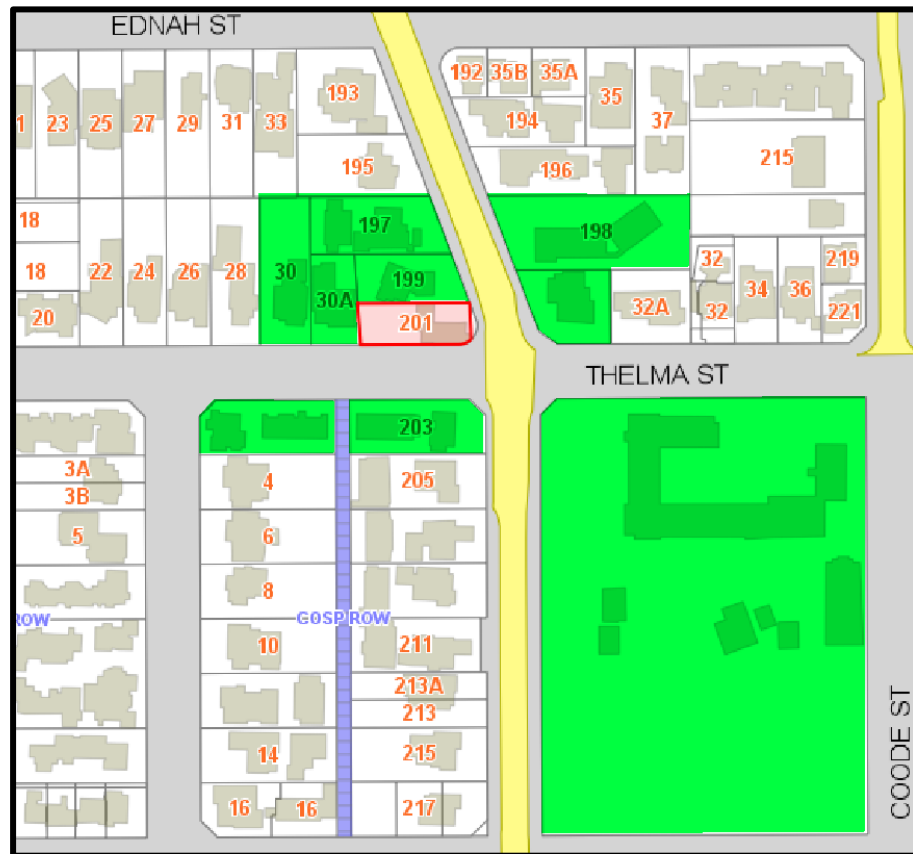 EDNAH ST
192 35B 35A
193 35
1 23 25 27 29 31 33 194 37
195 196 215
18 197 198
18 22 24 26 28 30 30A 199 32 34 36 219
20 201 32A 32 221
THELMA ST
203
3A 4 205
3B
5 6
8
ROW COSP ROW
10 211
213A
213
14 215
16 16 217
COODE ST